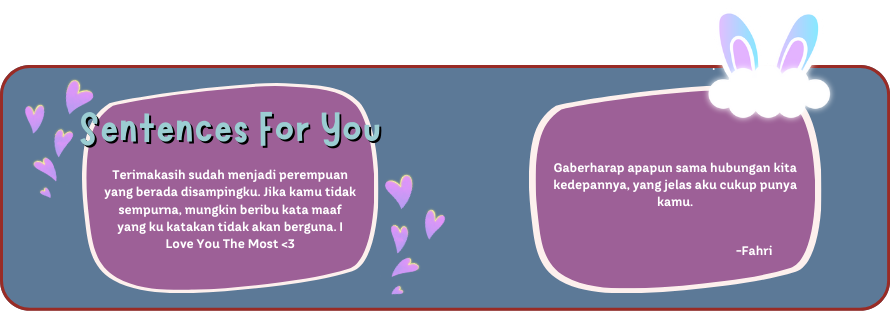 Sentences For You
Terimakasih sudah menjadi perempuan
yang berada disampingku. Jika kamu tidak
sempurna, mungkin beribu kata maaf
yang ku katakan tidak akan berguna. I
Love You The Most <3
Gaberharap apapun sama hubungan kita
kedepannya, yang jelas aku cukup punya
kamu.
-Fahri